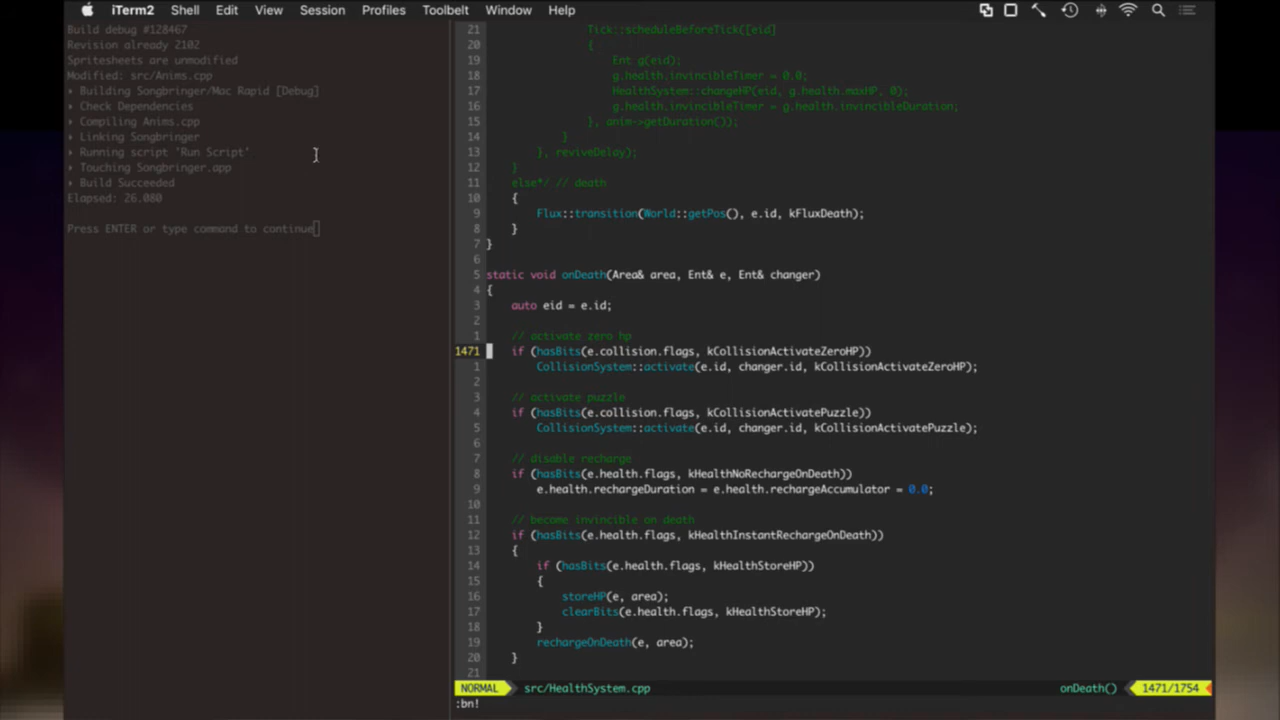 iTerm2 Shell Edit View Session Profiles Toolbelt Window Help
Build debug #128467
Revision already 2102
Spritesheets are unmodified
Modified: src/Anims.cpp
Building Songbringer/Mac Rapid [Debug]
Check Dependencies
Compiling Anims.cpp
Linking Songbringer
Running script 'Run Script'
Touching Songbringer.app
Build Succeeded
Elapsed: 26.080
Press ENTER or type command to continue
21 Tick::scheduleBeforeTick([eid]
20 {
19 Ent g(eid);
18 g.health.invincibleTimer = 0.0;
17 HealthSystem::changeHP(eid, g.health.maxHP, 0);
16 g.health.invincibleTimer = g.health.invincibleDuration;
15 }, anim->getDuration());
14 }
13 }, reviveDelay);
12 }
11 else*/ // death
10 {
9 Flux::transition(World::getPos(), e.id, kFluxDeath);
8 }
7 }
6
5 static void onDeath(Area& area, Ent& e, Ent& changer)
4 {
3 auto eid = e.id;
2
1 // activate zero hp
1471 if (hasBits(e.collision.flags, kCollisionActivateZeroHP))
1 CollisionSystem::activate(e.id, changer.id, kCollisionActivateZeroHP);
2
3 // activate puzzle
4 if (hasBits(e.collision.flags, kCollisionActivatePuzzle))
5 CollisionSystem::activate(e.id, changer.id, kCollisionActivatePuzzle);
6
7 // disable recharge
8 if (hasBits(e.health.flags, kHealthNoRechargeOnDeath))
9 e.health.rechargeDuration = e.health.rechargeAccumulator = 0.0;
10
11 // become invincible on death
12 if (hasBits(e.health.flags, kHealthInstantRechargeOnDeath))
13 {
14 if (hasBits(e.health.flags, kHealthStoreHP))
15 {
16 storeHP(e, area);
17 clearBits(e.health.flags, kHealthStoreHP);
18 }
19 rechargeOnDeath(e, area);
20 }
21
NORMAL src/HealthSystem.cpp onDeath() 1471/1754
:bn!